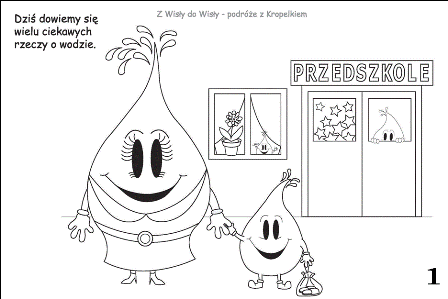 Z Wisły do Wisły - podróże z Kropelkiem
Dziś dowiemy się
wielu ciekawych
rzeczy o wodzie.
PRZEDSZKOLE
1